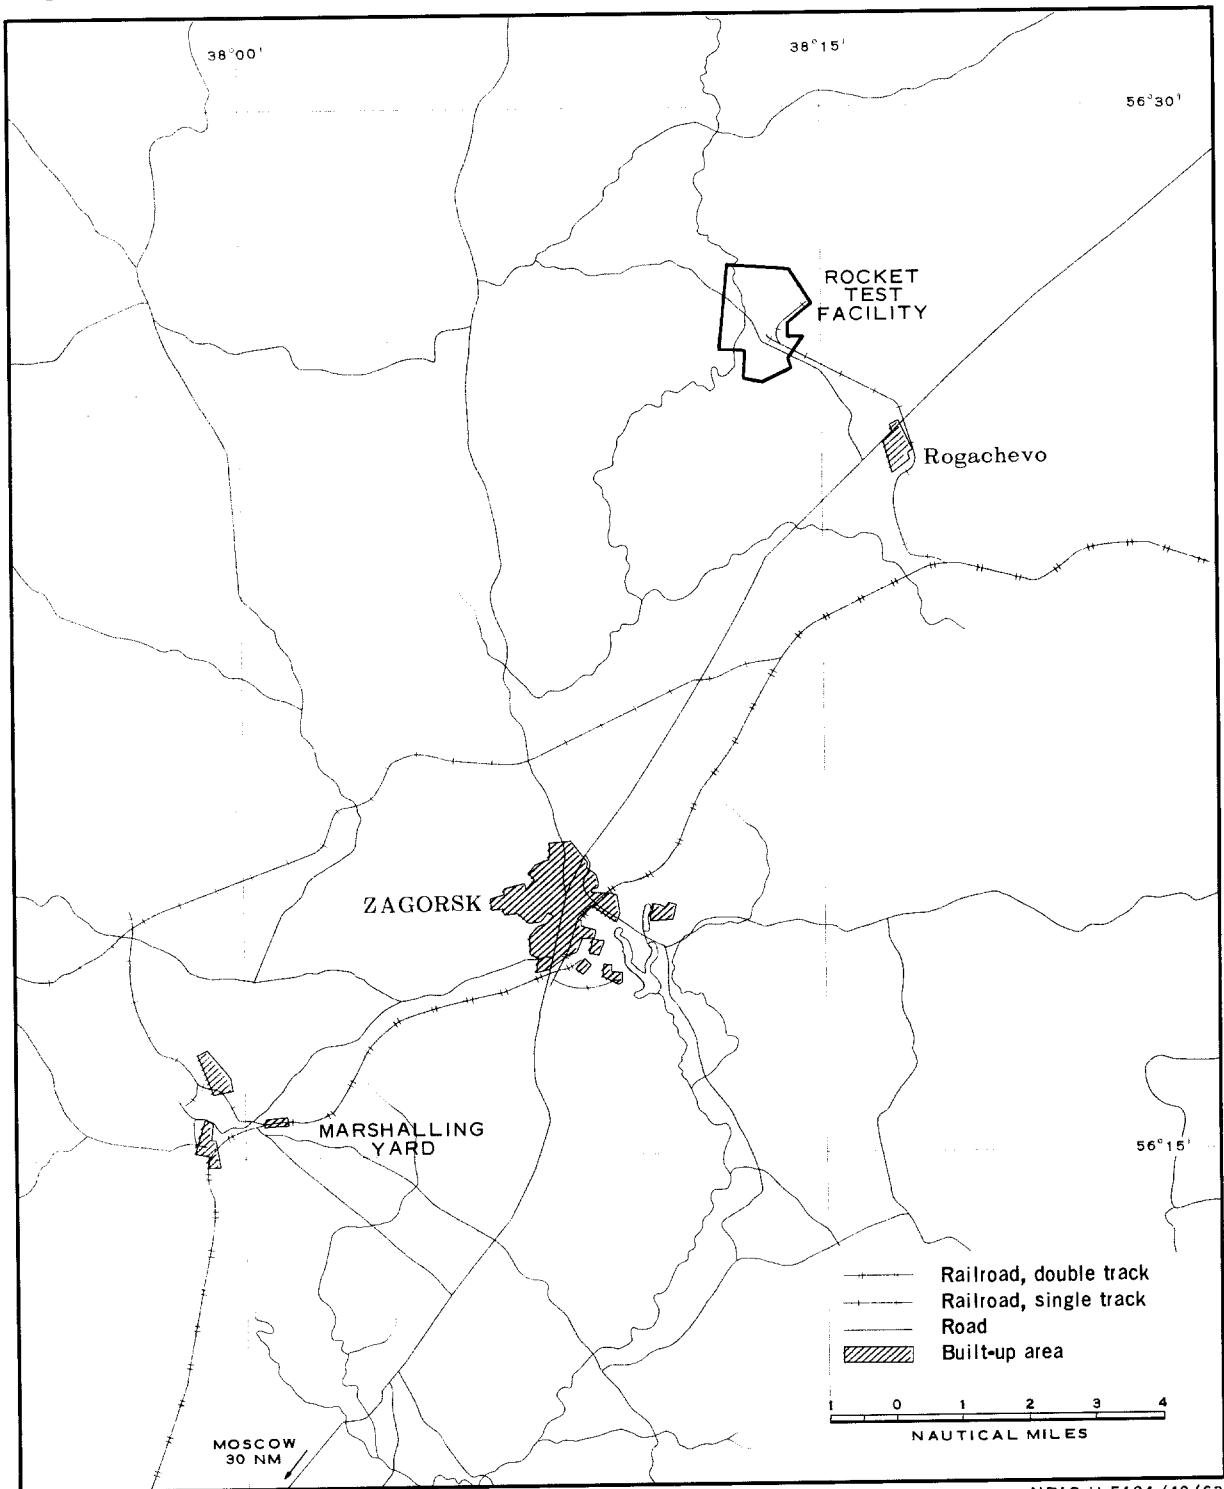 38°00'
38°15'
56°30'
ROCKET
TEST
FACILITY
Rogachevo
ZAGORSK
MARSHALLING
YARD
56°15'
Railroad, double track
Railroad, single track
Road
Built-up area
1 0 1 2 3 4
NAUTICAL MILES
MOSCOW
30 NM